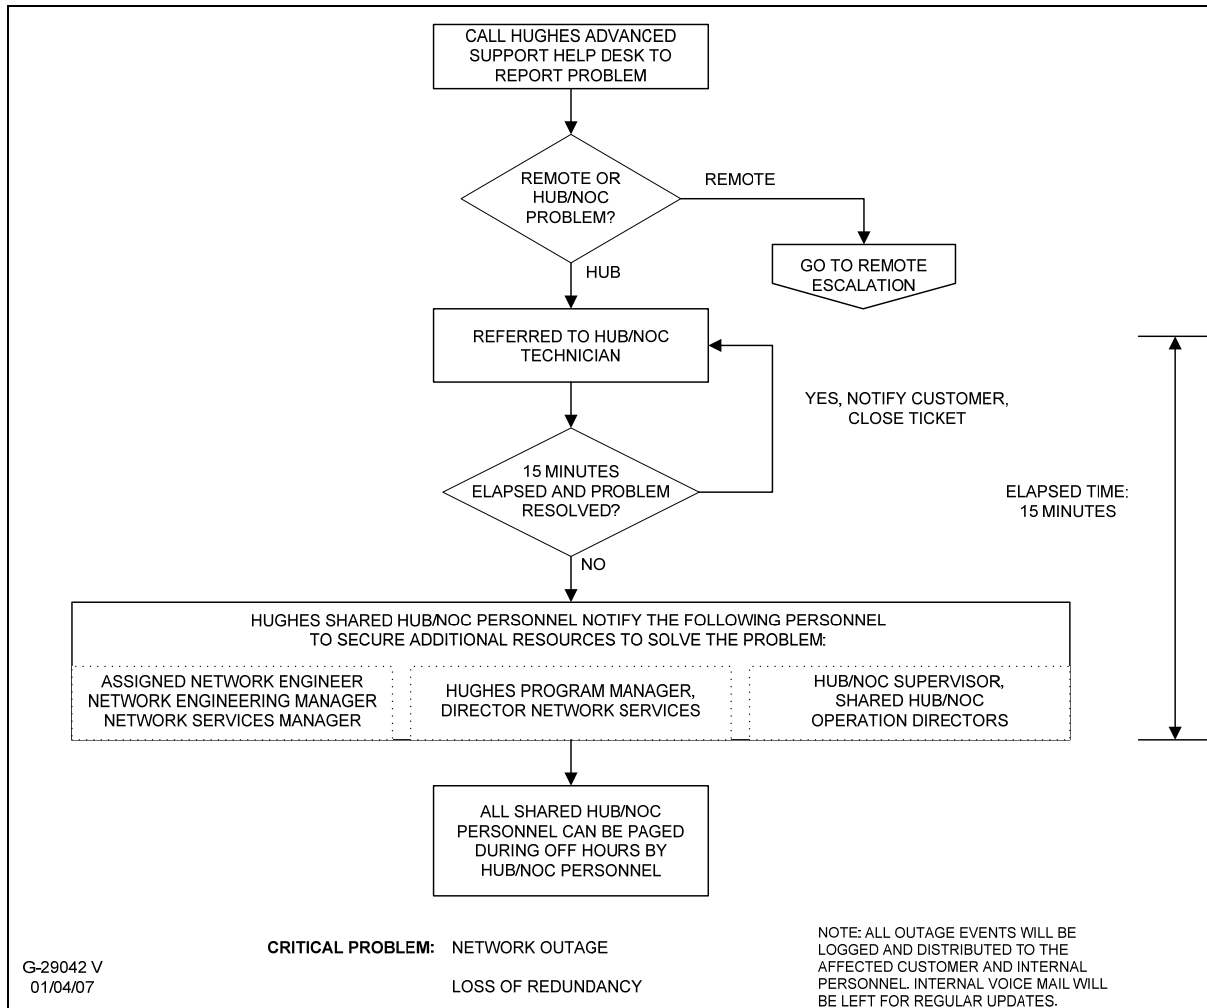 CALL HUGHES ADVANCED
SUPPORT HELP DESK TO
REPORT PROBLEM
REMOTE OR
HUB/NOC
PROBLEM?
REMOTE
GO TO REMOTE
ESCALATION
HUB
REFERRED TO HUB/NOC
TECHNICIAN
YES, NOTIFY CUSTOMER,
CLOSE TICKET
15 MINUTES
ELAPSED AND PROBLEM
RESOLVED?
ELAPSED TIME:
15 MINUTES
NO
HUGHES SHARED HUB/NOC PERSONNEL NOTIFY THE FOLLOWING PERSONNEL
TO SECURE ADDITIONAL RESOURCES TO SOLVE THE PROBLEM:
ASSIGNED NETWORK ENGINEER
NETWORK ENGINEERING MANAGER
NETWORK SERVICES MANAGER
HUGHES PROGRAM MANAGER,
DIRECTOR NETWORK SERVICES
HUB/NOC SUPERVISOR,
SHARED HUB/NOC
OPERATION DIRECTORS
ALL SHARED HUB/NOC
PERSONNEL CAN BE PAGED
DURING OFF HOURS BY
HUB/NOC PERSONNEL
CRITICAL PROBLEM: NETWORK OUTAGE
LOSS OF REDUNDANCY
NOTE: ALL OUTAGE EVENTS WILL BE
LOGGED AND DISTRIBUTED TO THE
AFFECTED CUSTOMER AND INTERNAL
PERSONNEL. INTERNAL VOICE MAIL WILL
BE LEFT FOR REGULAR UPDATES.
G-29042 V
01/04/07